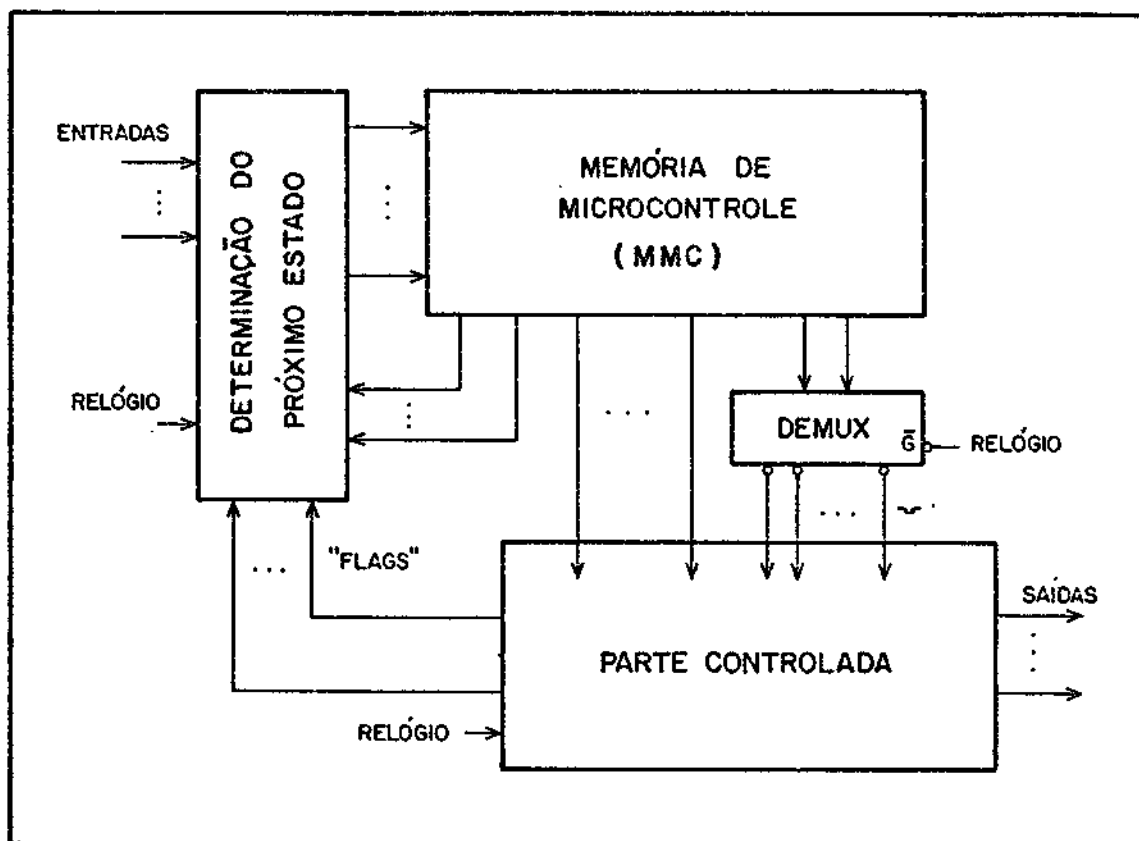 ENTRADAS
DETERMINAÇÃO DO
PRÓXIMO ESTADO
MEMÓRIA DE
MICROCONTROLE
(MMC)
RELÓGIO
DEMUX
G̅
RELÓGIO
"FLAGS"
SAÍDAS
PARTE CONTROLADA
RELÓGIO